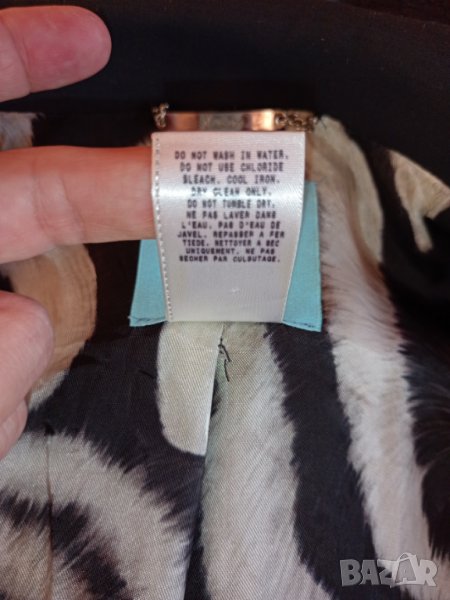 DO NOT WASH IN WATER.
DO NOT USE CHLORIDE
BLEACH. COOL IRON.
DRY CLEAN ONLY.
DO NOT TUMBLE DRY.
NE PAS LAVER DANS
L'EAU. PAS D'EAU DE
JAVEL. REPASSER A FER
TIEDE. NETTOYER A SEC
UNIQUEMENT. NE PAS
SECHER PAR CULBUTAGE.
BAZAR